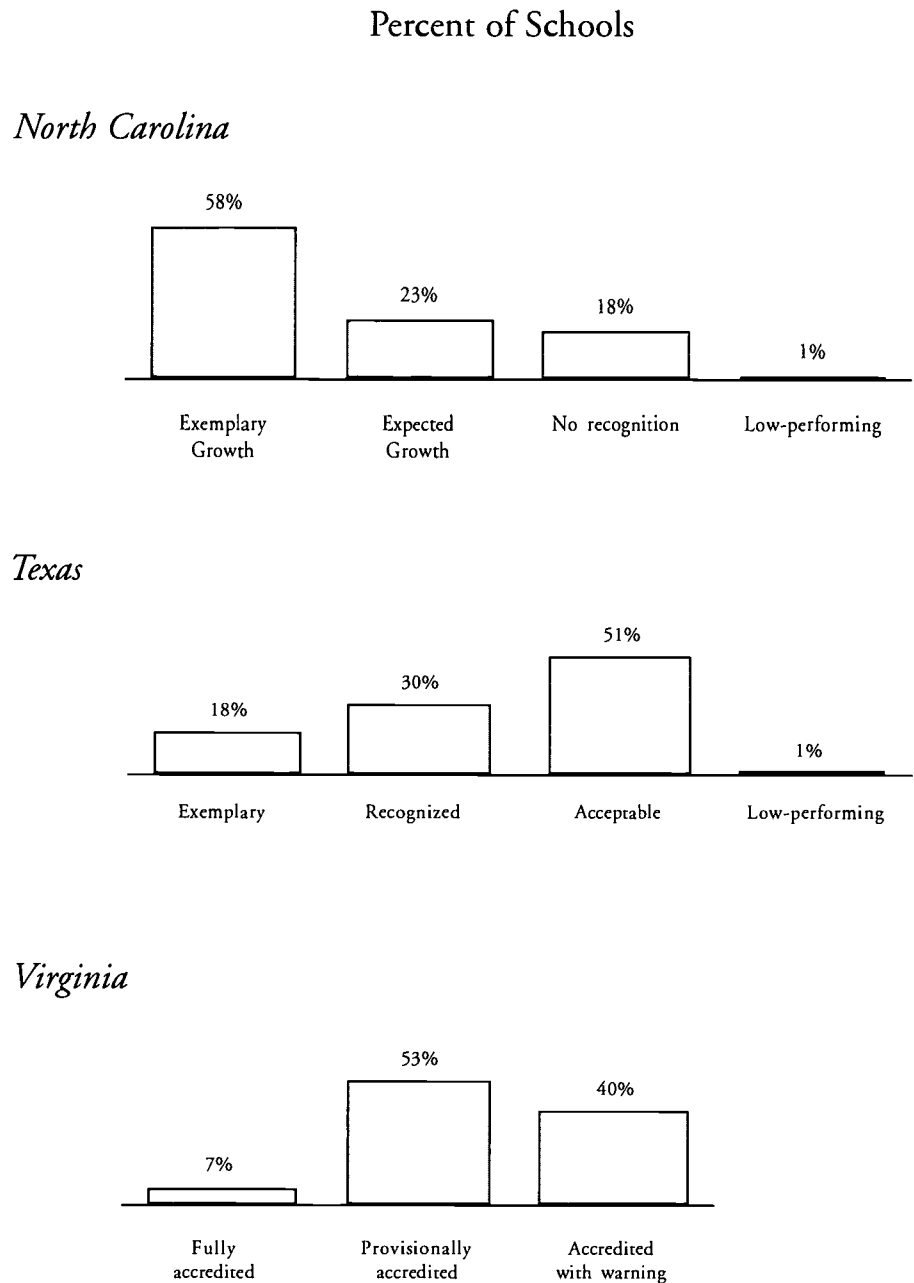 Percent of Schools
North Carolina
58%
23%
18%
1%
Exemplary
Growth
Expected
Growth
No recognition
Low-performing
Texas
18%
30%
51%
1%
Exemplary
Recognized
Acceptable
Low-performing
Virginia
7%
53%
40%
Fully
accredited
Provisionally
accredited
Accredited
with warning